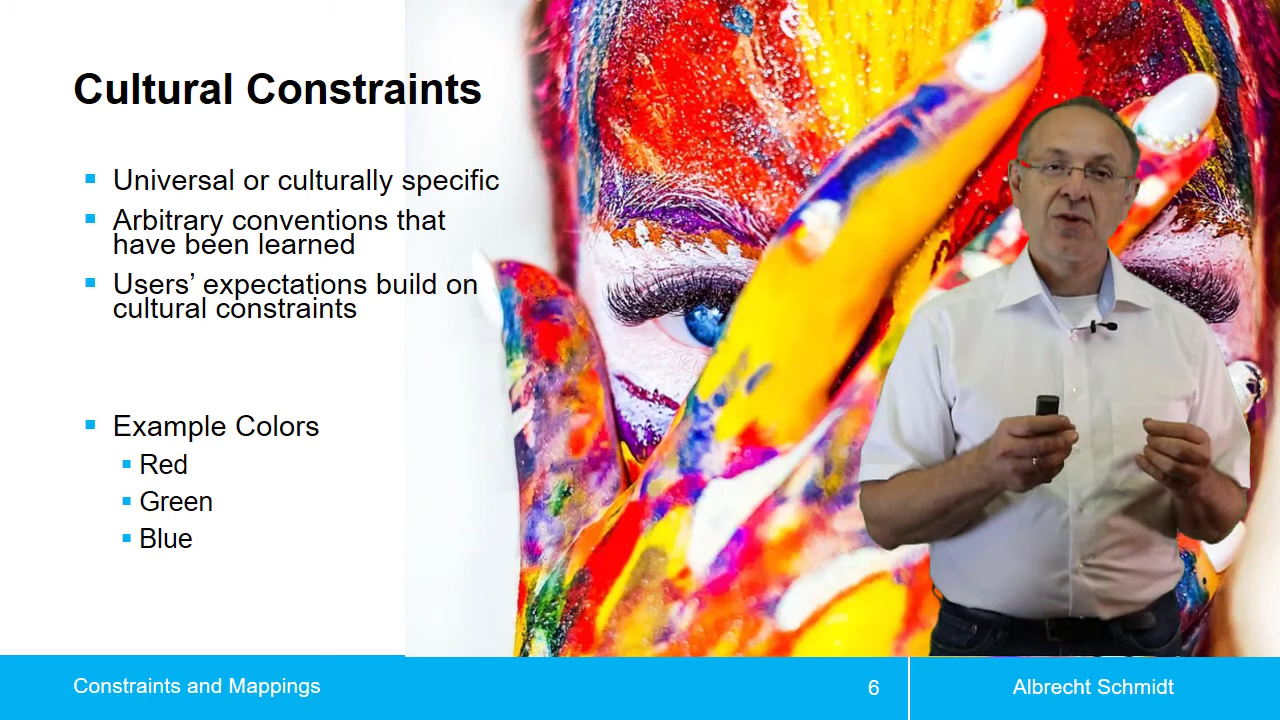 Cultural Constraints
Universal or culturally specific
Arbitrary conventions that
have been learned
Users’ expectations build on
cultural constraints
Example Colors
Red
Green
Blue
Constraints and Mappings
6
Albrecht Schmidt